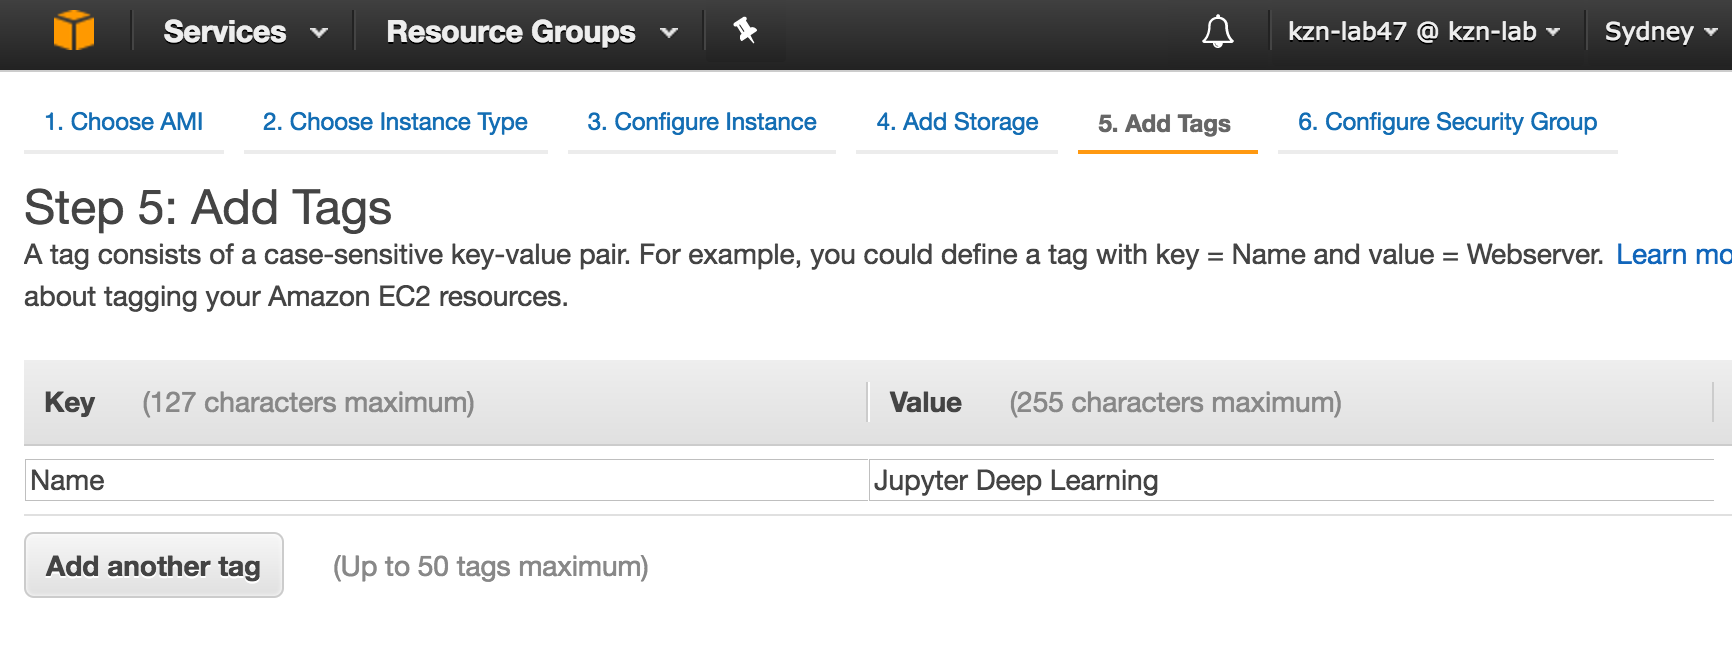 Services Resource Groups kzn-lab47 @ kzn-lab Sydney
1. Choose AMI 2. Choose Instance Type 3. Configure Instance 4. Add Storage 5. Add Tags 6. Configure Security Group
Step 5: Add Tags
A tag consists of a case-sensitive key-value pair. For example, you could define a tag with key = Name and value = Webserver. Learn
about tagging your Amazon EC2 resources.
Key (127 characters maximum) Value (255 characters maximum)
Name Jupyter Deep Learning
Add another tag (Up to 50 tags maximum)